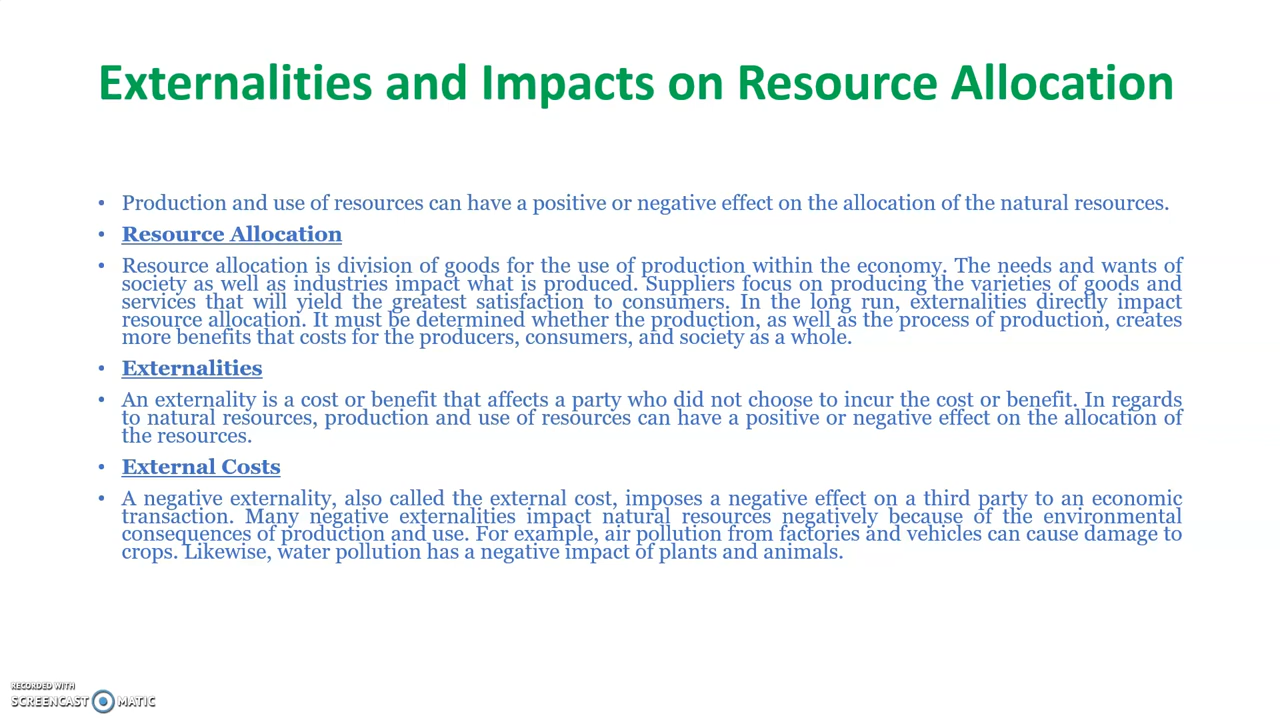 Externalities and Impacts on Resource Allocation
• Production and use of resources can have a positive or negative effect on the allocation of the natural resources.
• Resource Allocation
• Resource allocation is division of goods for the use of production within the economy. The needs and wants of
society as well as industries impact what is produced. Suppliers focus on producing the varieties of goods and
services that will yield the greatest satisfaction to consumers. In the long run, externalities directly impact
resource allocation. It must be determined whether the production, as well as the process of production, creates
more benefits that costs for the producers, consumers, and society as a whole.
• Externalities
• An externality is a cost or benefit that affects a party who did not choose to incur the cost or benefit. In regards
to natural resources, production and use of resources can have a positive or negative effect on the allocation of
the resources.
• External Costs
• A negative externality, also called the external cost, imposes a negative effect on a third party to an economic
transaction. Many negative externalities impact natural resources negatively because of the environmental
consequences of production and use. For example, air pollution from factories and vehicles can cause damage to
crops. Likewise, water pollution has a negative impact of plants and animals.
RECORDED WITH
SCREENCAST MATIC